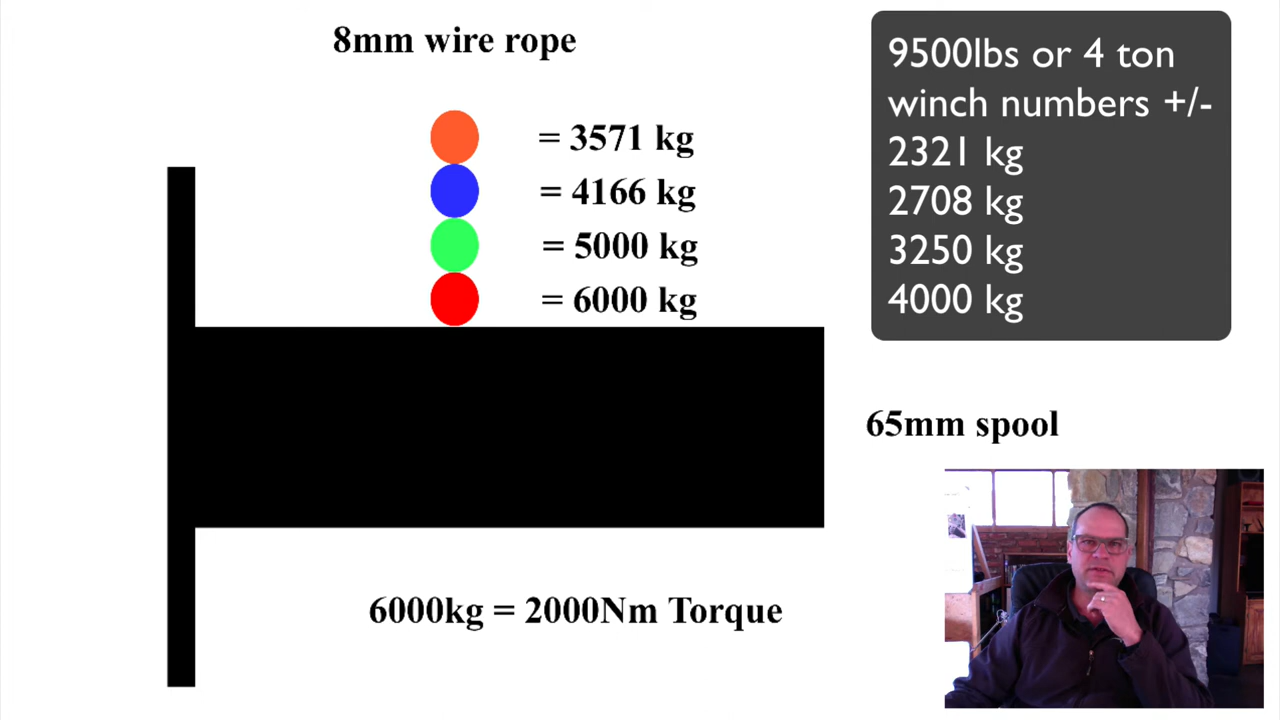 8mm wire rope
= 3571 kg
= 4166 kg
= 5000 kg
= 6000 kg
9500lbs or 4 ton
winch numbers +/-
2321 kg
2708 kg
3250 kg
4000 kg
65mm spool
6000kg = 2000Nm Torque